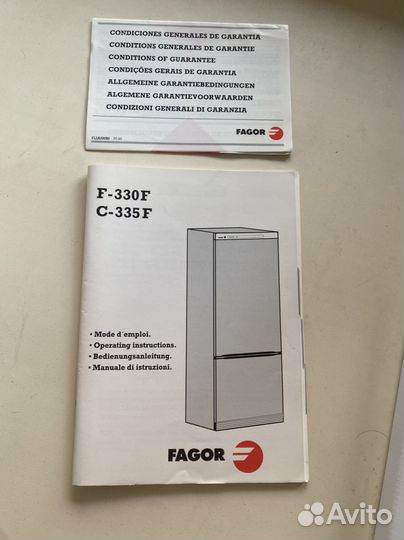 CONDICIONES GENERALES DE GARANTIA
CONDITIONS GENERALES DE GARANTIE
CONDITIONS OF GUARANTEE
CONDIÇÕES GERAIS DE GARANTIA
ALLGEMEINE GARANTIEBEDINGUNGEN
ALGEMENE GARANTIEVOORWAARDEN
CONDIZIONI GENERALI DI GARANZIA
FAGOR
F-330F
C-335F
• Mode d´emploi.
• Operating instructions.
• Bedienungsanleitung.
• Manuale di istruzioni.
FAGOR
Avito